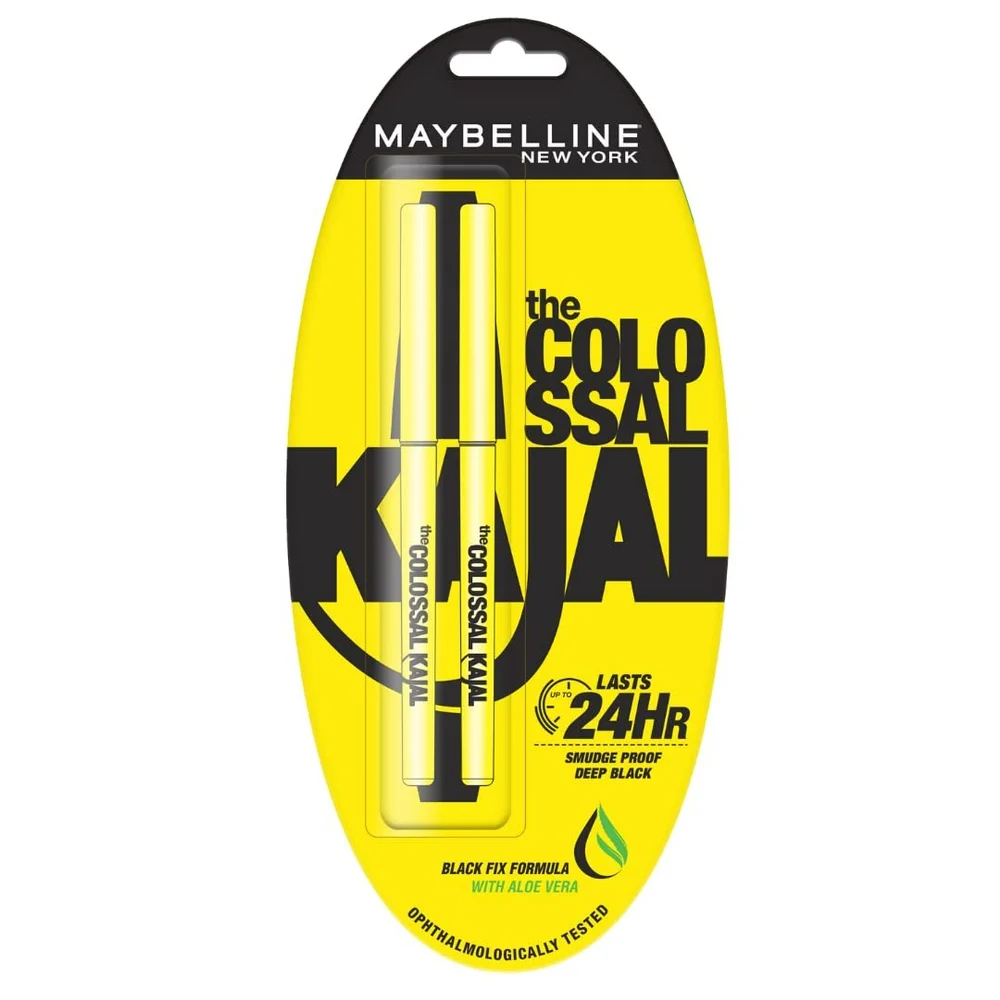 MAYBELLINE
NEW YORK
the
COLO
SSAL
KAJAL
the COLOSSAL KAJAL
the COLOSSAL KAJAL
UP TO
LASTS
24HR
SMUDGE PROOF
DEEP BLACK
BLACK FIX FORMULA
WITH ALOE VERA
OPHTHALMOLOGICALLY TESTED